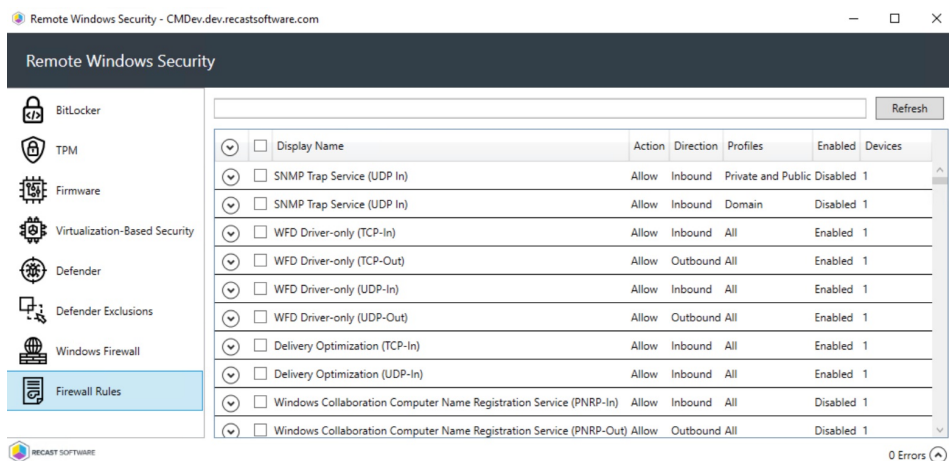 Remote Windows Security - CMDev.dev.recastsoftware.com
Remote Windows Security
BitLocker
TPM
Firmware
Virtualization-Based Security
Defender
Defender Exclusions
Windows Firewall
Firewall Rules
Refresh
Display Name Action Direction Profiles Enabled Devices
SNMP Trap Service (UDP In) Allow Inbound Private and Public Disabled 1
SNMP Trap Service (UDP In) Allow Inbound Domain Disabled 1
WFD Driver-only (TCP-In) Allow Inbound All Enabled 1
WFD Driver-only (TCP-Out) Allow Outbound All Enabled 1
WFD Driver-only (UDP-In) Allow Inbound All Enabled 1
WFD Driver-only (UDP-Out) Allow Outbound All Enabled 1
Delivery Optimization (TCP-In) Allow Inbound All Enabled 1
Delivery Optimization (UDP-In) Allow Inbound All Enabled 1
Windows Collaboration Computer Name Registration Service (PNRP-In) Allow Inbound All Disabled 1
Windows Collaboration Computer Name Registration Service (PNRP-Out) Allow Outbound All Disabled 1
RECAST SOFTWARE
0 Errors